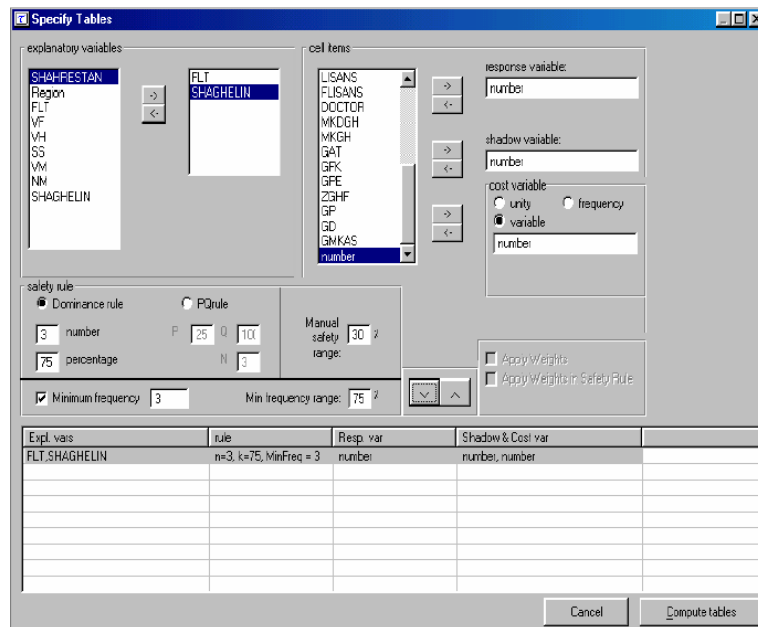 Specify Tables
explanatory variables
SHAHRESTAN
Region
FLT
VF
VH
SS
VM
NM
SHAGHELIN
->
<-
FLT
SHAGHELIN
cell items
LISANS
FLISANS
DOCTOR
MKDGH
MKGH
GAT
GFK
GPE
ZGHF
GP
GD
GMKAS
number
->
<-
->
<-
->
<-
response variable:
number
shadow variable:
number
cost variable
unity frequency
variable
number
safety rule
Dominance rule PQrule
3 number P 25 Q 100
75 percentage N 3
Manual
safety 30 %
range:
Minimum frequency 3 Min frequency range: 75 %
Apply Weights
Apply Weights in Safety Rule
Expl. vars rule Resp. var Shadow & Cost var
FLT,SHAGHELIN n=3, k=75, MinFreq = 3 number number, number
Cancel Compute tables